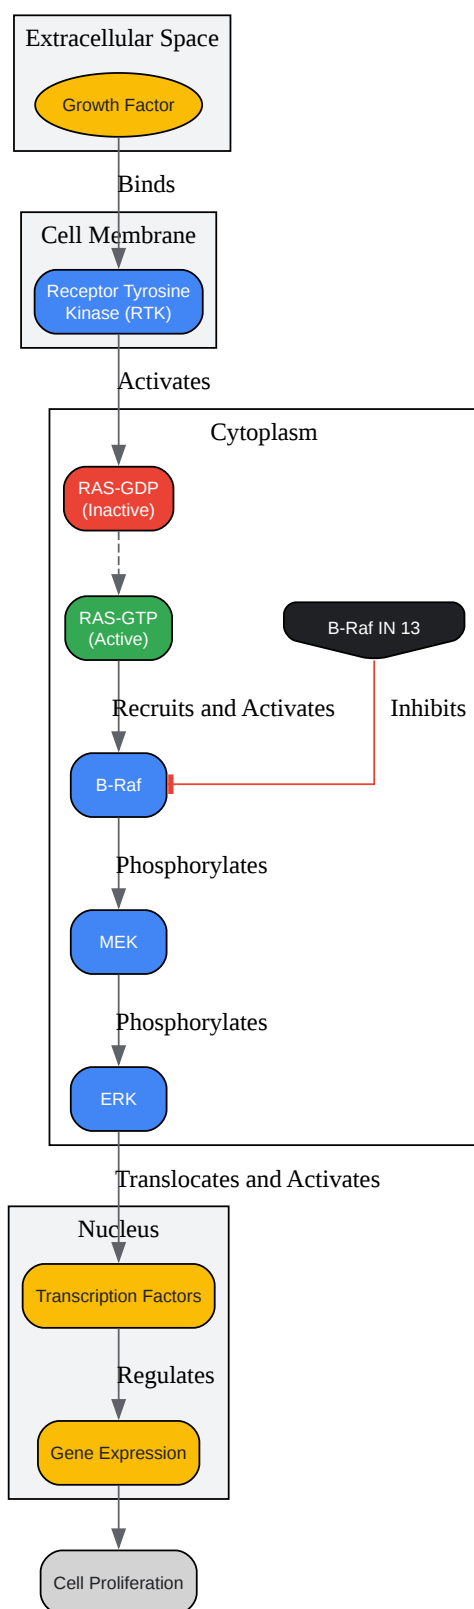 Extracellular Space
Growth Factor
Binds
Cell Membrane
Receptor Tyrosine
Kinase (RTK)
Activates
Cytoplasm
RAS-GDP
(Inactive)
RAS-GTP
(Active)
B-Raf IN 13
Recruits and Activates
Inhibits
B-Raf
Phosphorylates
MEK
Phosphorylates
ERK
Translocates and Activates
Nucleus
Transcription Factors
Regulates
Gene Expression
Cell Proliferation